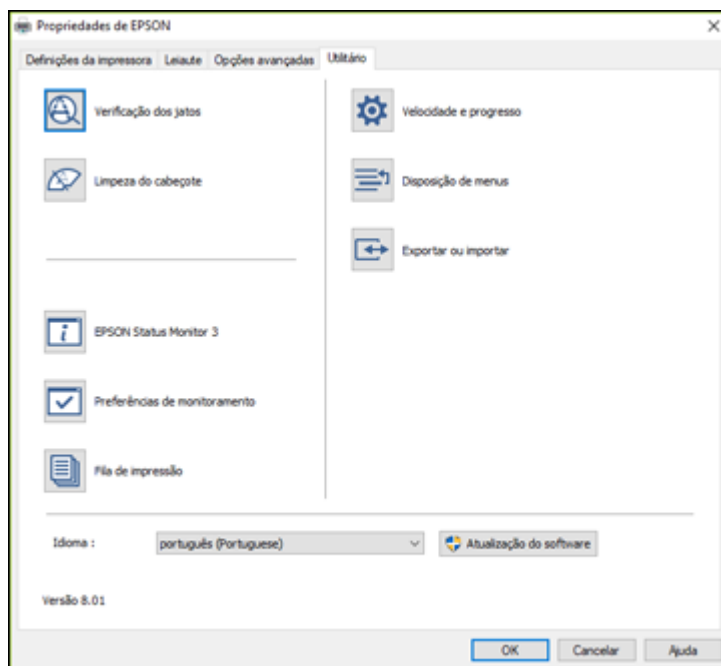 Propriedades de EPSON
Definições da impressora
Leiaute
Opções avançadas
Utilitário
Verificação dos jatos
Limpeza do cabeçote
EPSON Status Monitor 3
Preferências de monitoramento
Fila de impressão
Velocidade e progresso
Disposição de menus
Exportar ou importar
Idioma :
português (Portuguese)
Atualização do software
Versão 8.01
OK
Cancelar
Ajuda